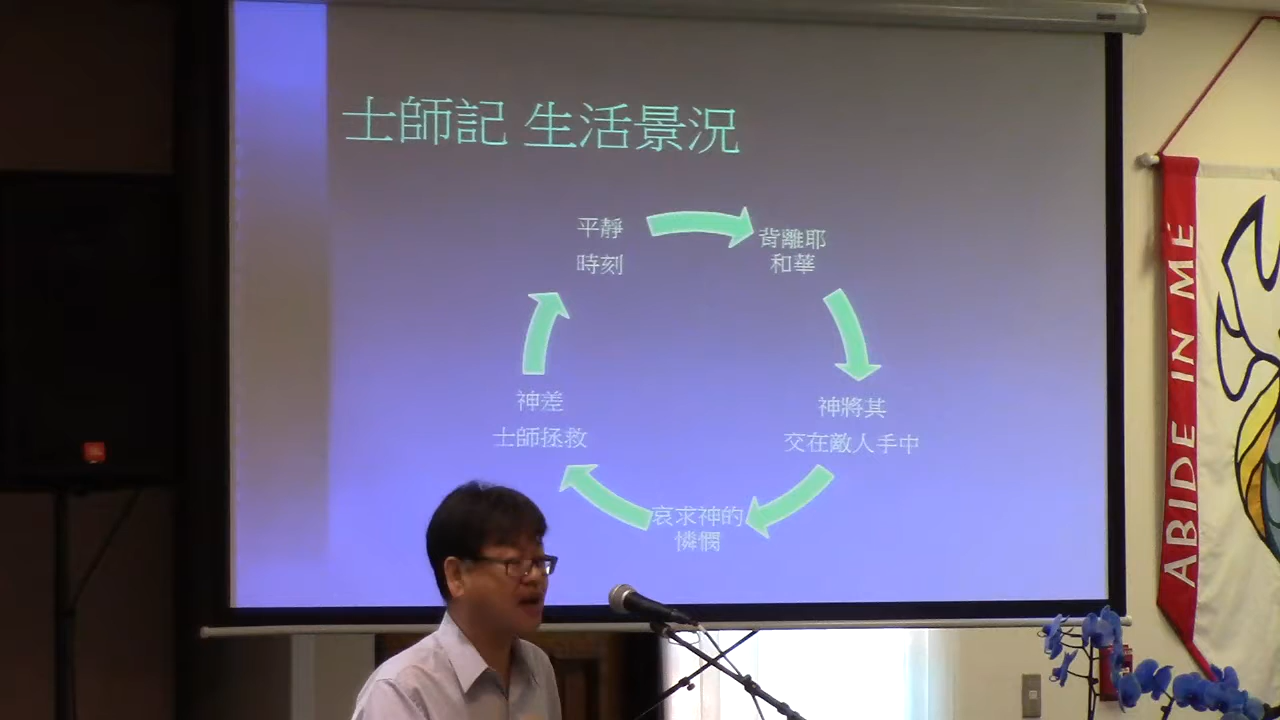 士師記 生活景況
平靜
時刻
背離耶
和華
神將其
交在敵人手中
哀求神的
憐憫
神差
士師拯救
ABIDE IN ME